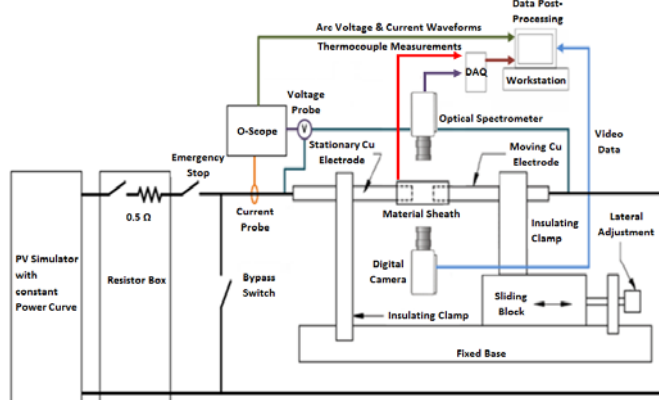 Data Post-
Processing
Arc Voltage & Current Waveforms
Thermocouple Measurements
DAQ
Workstation
Voltage
Probe
V
O-Scope
Optical Spectrometer
Video
Data
Emergency
Stop
Stationary Cu
Electrode
Moving Cu
Electrode
0.5 Ω
Current
Probe
Material Sheath
Insulating
Clamp
Lateral
Adjustment
PV Simulator
with
constant
Power Curve
Resistor Box
Bypass
Switch
Digital
Camera
Sliding
Block
Insulating Clamp
Fixed Base